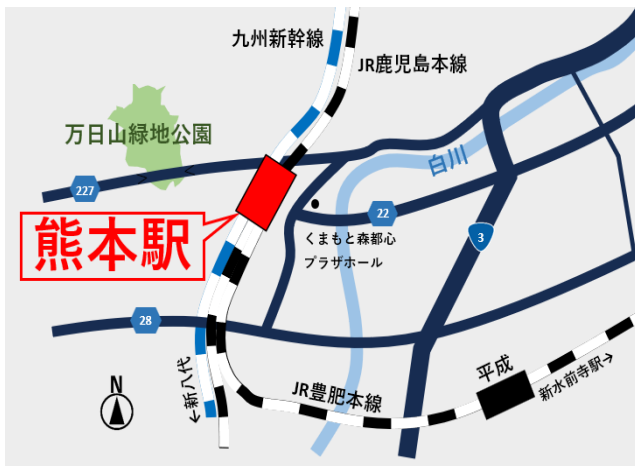 九州新幹線
JR鹿児島本線
万日山緑地公園
白川
227
22
熊本駅
くまもと森都心
プラザホール
3
28
平成
新水前寺駅→
JR豊肥本線
←新八代
N